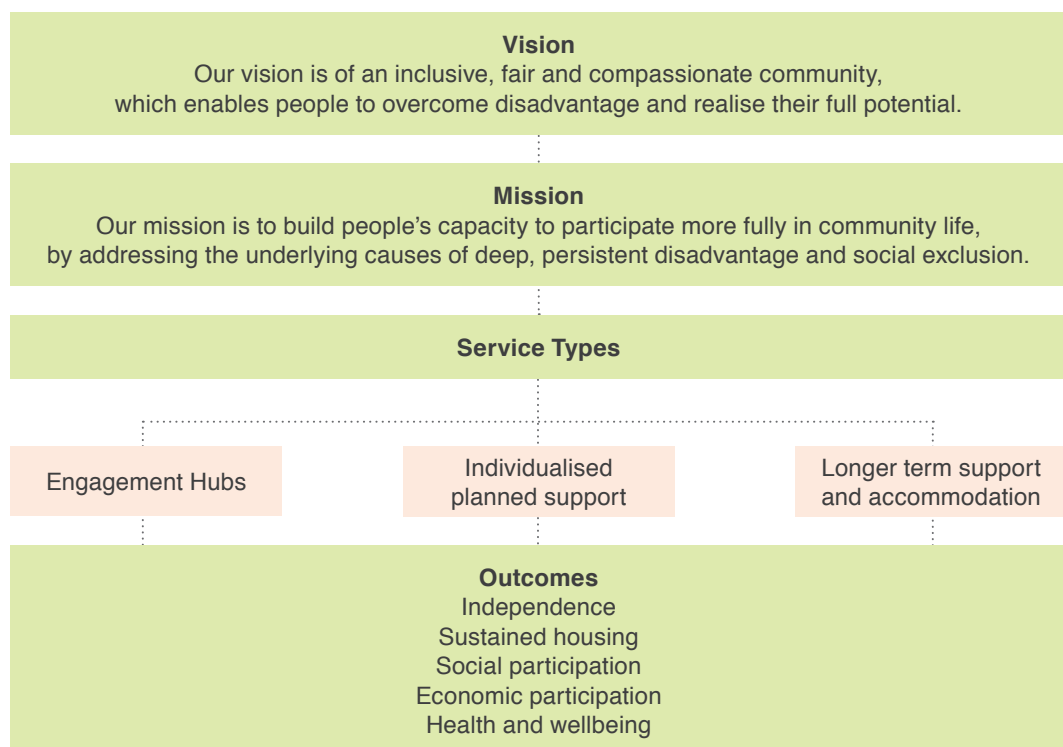 Vision
Our vision is of an inclusive, fair and compassionate community,
which enables people to overcome disadvantage and realise their full potential.
Mission
Our mission is to build people’s capacity to participate more fully in community life,
by addressing the underlying causes of deep, persistent disadvantage and social exclusion.
Service Types
Engagement Hubs
Individualised
planned support
Longer term support
and accommodation
Outcomes
Independence
Sustained housing
Social participation
Economic participation
Health and wellbeing